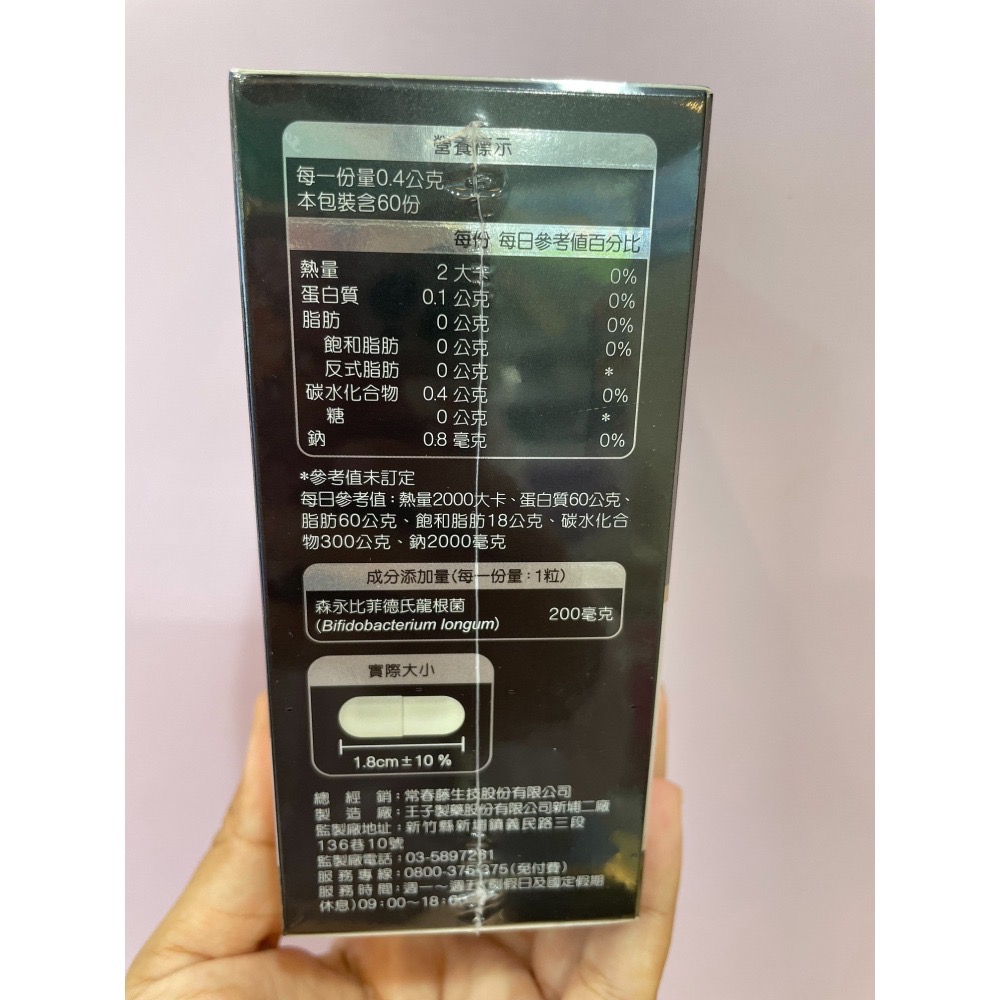 營養標示
每一份量0.4公克
本包裝含60份
每份 每日參考值百分比
熱量 2 大卡 0%
蛋白質 0.1 公克 0%
脂肪 0 公克 0%
飽和脂肪 0 公克 0%
反式脂肪 0 公克 *
碳水化合物 0.4 公克 0%
糖 0 公克 *
鈉 0.8 毫克 0%
*參考值未訂定
每日參考值：熱量2000大卡、蛋白質60公克、
脂肪60公克、飽和脂肪18公克、碳水化合
物300公克、鈉2000毫克
成分添加量(每一份量：1粒)
森永比菲德氏龍根菌 200毫克
(Bifidobacterium longum)
實際大小
1.8cm±10 %
總經銷：常春藤生技股份有限公司
製造廠：王子製藥股份有限公司新埔二廠
監製廠地址：新竹縣新埔鎮義民路三段
136巷10號
監製廠電話：03-5897281
服務專線：0800-375-375(免付費)
服務時間：週一～週五(例假日及國定假期
休息)09：00～18：00